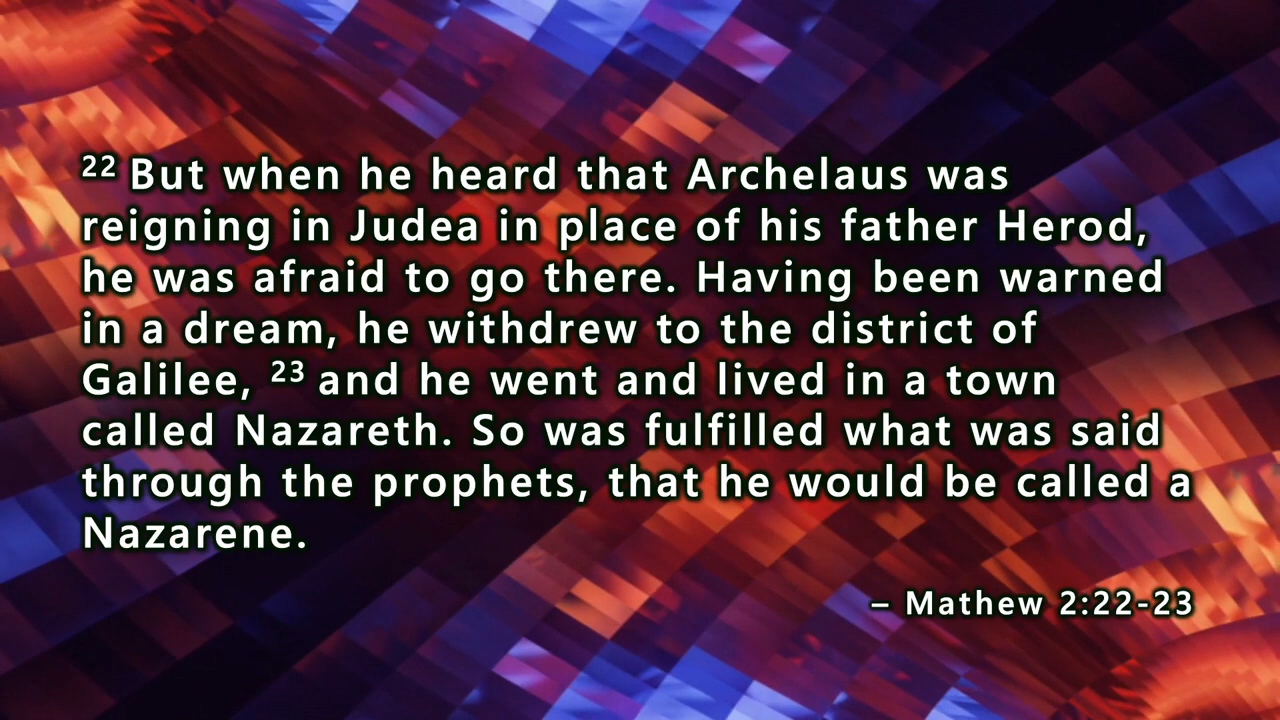 22 But when he heard that Archelaus was
reigning in Judea in place of his father Herod,
he was afraid to go there. Having been warned
in a dream, he withdrew to the district of
Galilee, 23 and he went and lived in a town
called Nazareth. So was fulfilled what was said
through the prophets, that he would be called a
Nazarene.
– Mathew 2:22-23